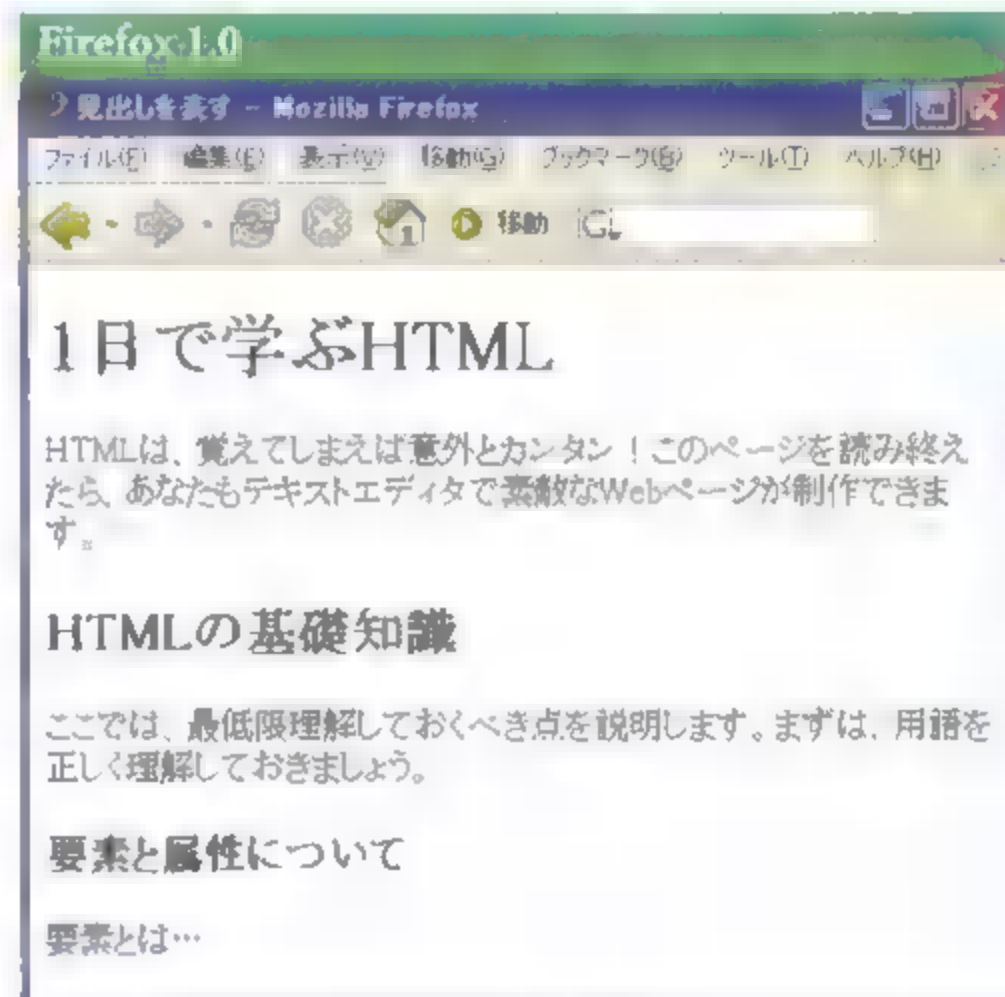 Firefox 1.0
見出しを表す - Mozilla Firefox
ファイル(F) 編集(E) 表示(V) 移動(G) ブックマーク(B) ツール(T) ヘルプ(H)
移動 G
1日で学ぶHTML
HTMLは、覚えてしまえば意外とカンタン!このページを読み終え
たら、あなたもテキストエディタで素敵なWebページが制作できま
す。
HTMLの基礎知識
ここでは、最低限理解しておくべき点を説明します。まずは、用語を
正しく理解しておきましょう。
要素と属性について
要素とは…